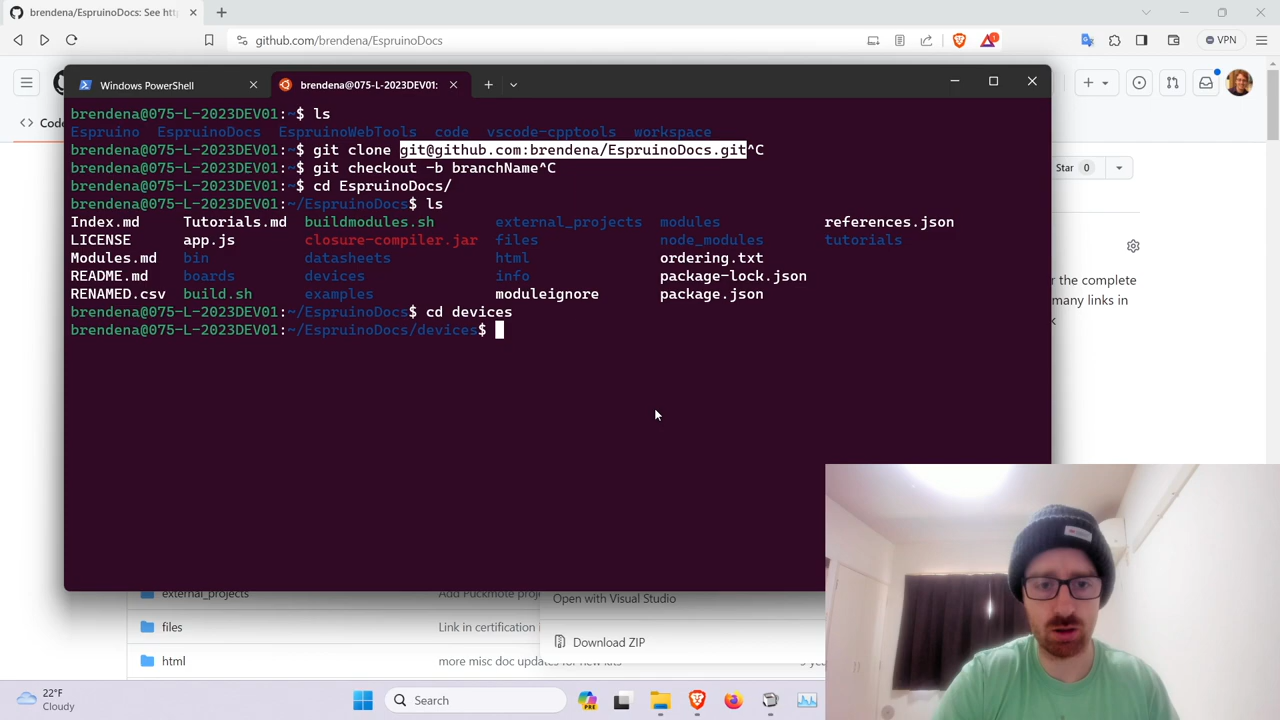 brendena/EspruinoDocs: See htt
github.com/brendena/EspruinoDocs
1
VPN
Windows PowerShell
brendena@075-L-2023DEV01:
Code
brendena@075-L-2023DEV01:~$ ls
Espruino EspruinoDocs EspruinoWebTools code vscode-cpptools workspace
brendena@075-L-2023DEV01:~$ git clone git@github.com:brendena/EspruinoDocs.git^C
brendena@075-L-2023DEV01:~$ git checkout -b branchName^C
brendena@075-L-2023DEV01:~$ cd EspruinoDocs/
brendena@075-L-2023DEV01:~/EspruinoDocs$ ls
Index.md Tutorials.md buildmodules.sh external_projects modules references.json
LICENSE app.js closure-compiler.jar files node_modules tutorials
Modules.md bin datasheets html ordering.txt
README.md boards devices info package-lock.json
RENAMED.csv build.sh examples moduleignore package.json
brendena@075-L-2023DEV01:~/EspruinoDocs$ cd devices
brendena@075-L-2023DEV01:~/EspruinoDocs/devices$
Star 0
r the complete
many links in
k
external_projects Add Puckmote proj
Open with Visual Studio
files Link in certification i
Download ZIP
html more misc doc updates for new kits
22°F
Cloudy
Search
PRE